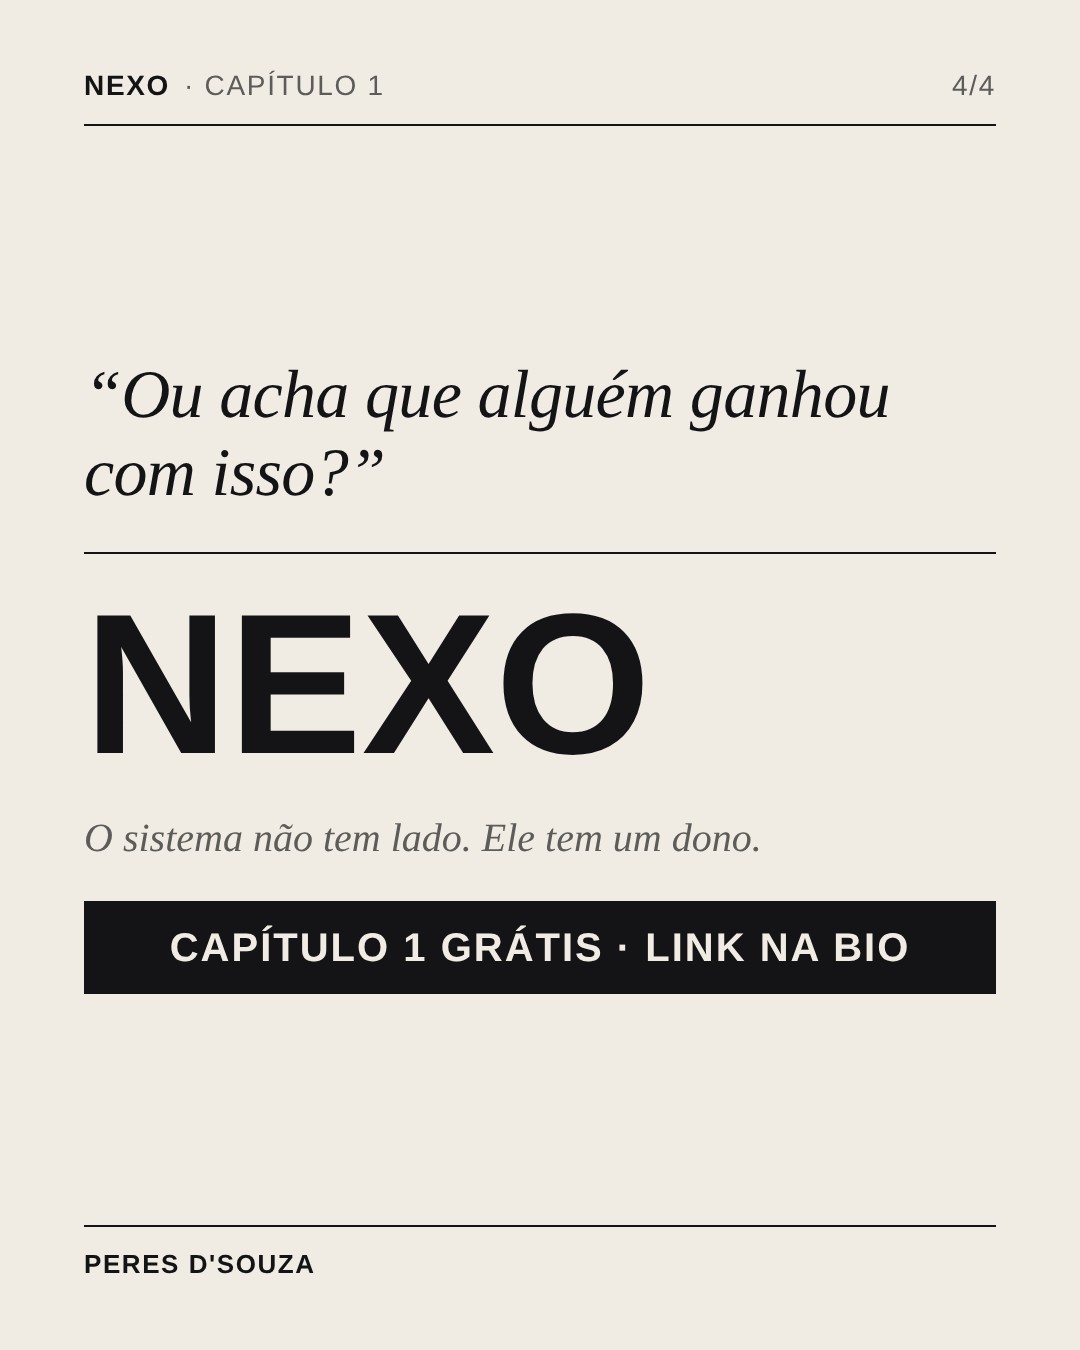 NEXO · CAPÍTULO 1 4/4
“Ou acha que alguém ganhou
com isso?”
NEXO
O sistema não tem lado. Ele tem um dono.
CAPÍTULO 1 GRÁTIS · LINK NA BIO
PERES D'SOUZA